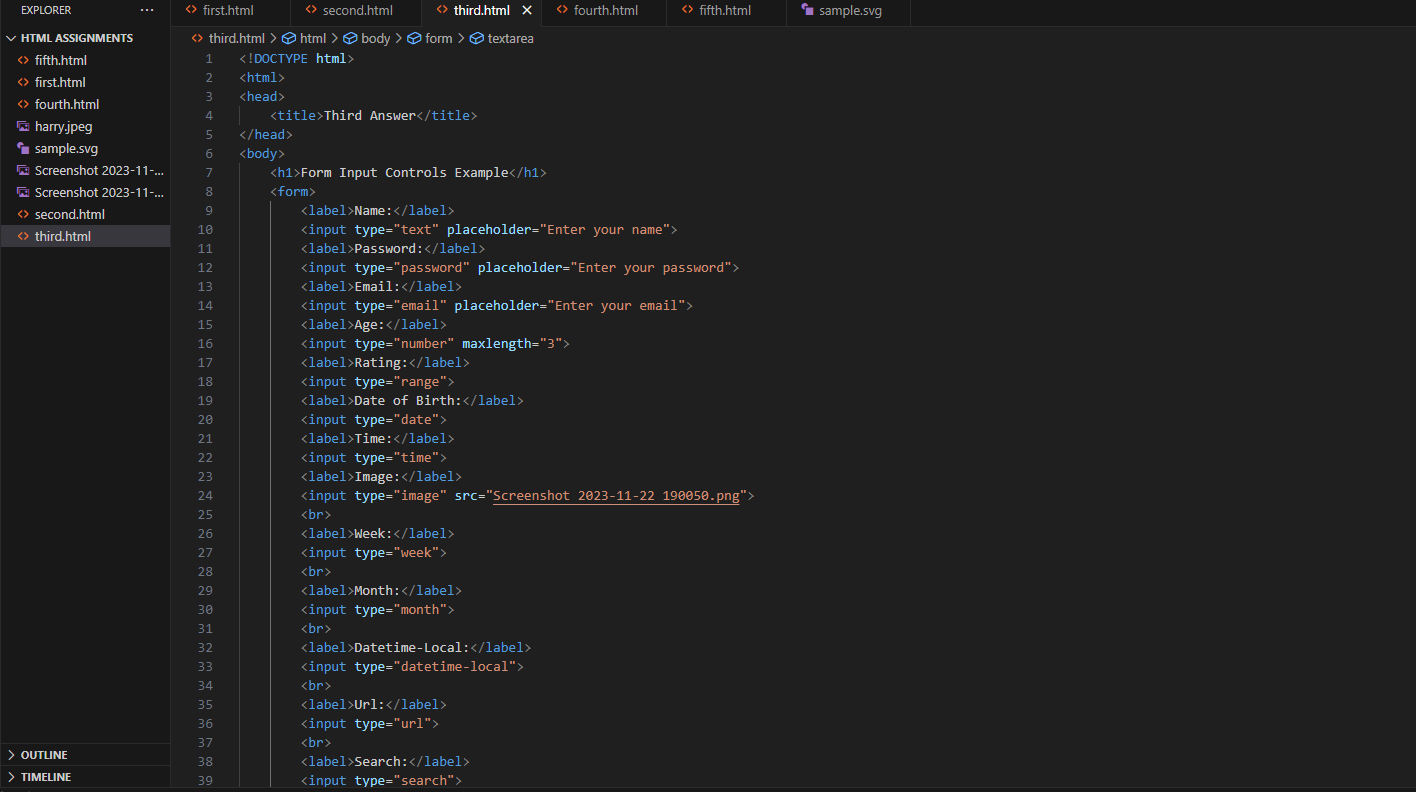 EXPLORER ···
HTML ASSIGNMENTS
fifth.html
first.html
fourth.html
harry.jpeg
sample.svg
Screenshot 2023-11-...
Screenshot 2023-11-...
second.html
third.html
OUTLINE
TIMELINE
first.html second.html third.html fourth.html fifth.html sample.svg
third.html > html > body > form > textarea
1 <!DOCTYPE html>
2 <html>
3 <head>
4 <title>Third Answer</title>
5 </head>
6 <body>
7 <h1>Form Input Controls Example</h1>
8 <form>
9 <label>Name:</label>
10 <input type="text" placeholder="Enter your name">
11 <label>Password:</label>
12 <input type="password" placeholder="Enter your password">
13 <label>Email:</label>
14 <input type="email" placeholder="Enter your email">
15 <label>Age:</label>
16 <input type="number" maxlength="3">
17 <label>Rating:</label>
18 <input type="range">
19 <label>Date of Birth:</label>
20 <input type="date">
21 <label>Time:</label>
22 <input type="time">
23 <label>Image:</label>
24 <input type="image" src="Screenshot 2023-11-22 190050.png">
25 <br>
26 <label>Week:</label>
27 <input type="week">
28 <br>
29 <label>Month:</label>
30 <input type="month">
31 <br>
32 <label>Datetime-Local:</label>
33 <input type="datetime-local">
34 <br>
35 <label>Url:</label>
36 <input type="url">
37 <br>
38 <label>Search:</label>
39 <input type="search">